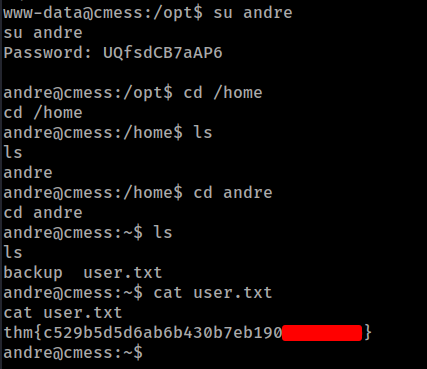 www-data@cmess:/opt$ su andre
su andre
Password: UQfsdCB7aAP6
andre@cmess:/opt$ cd /home
cd /home
andre@cmess:/home$ ls
ls
andre
andre@cmess:/home$ cd andre
cd andre
andre@cmess:~$ ls
ls
backup  user.txt
andre@cmess:~$ cat user.txt
cat user.txt
thm{c529b5d5d6ab6b430b7eb190}
andre@cmess:~$